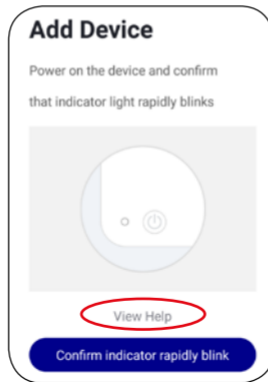 Add Device
Power on the device and confirm
that indicator light rapidly blinks
View Help
Confirm indicator rapidly blink